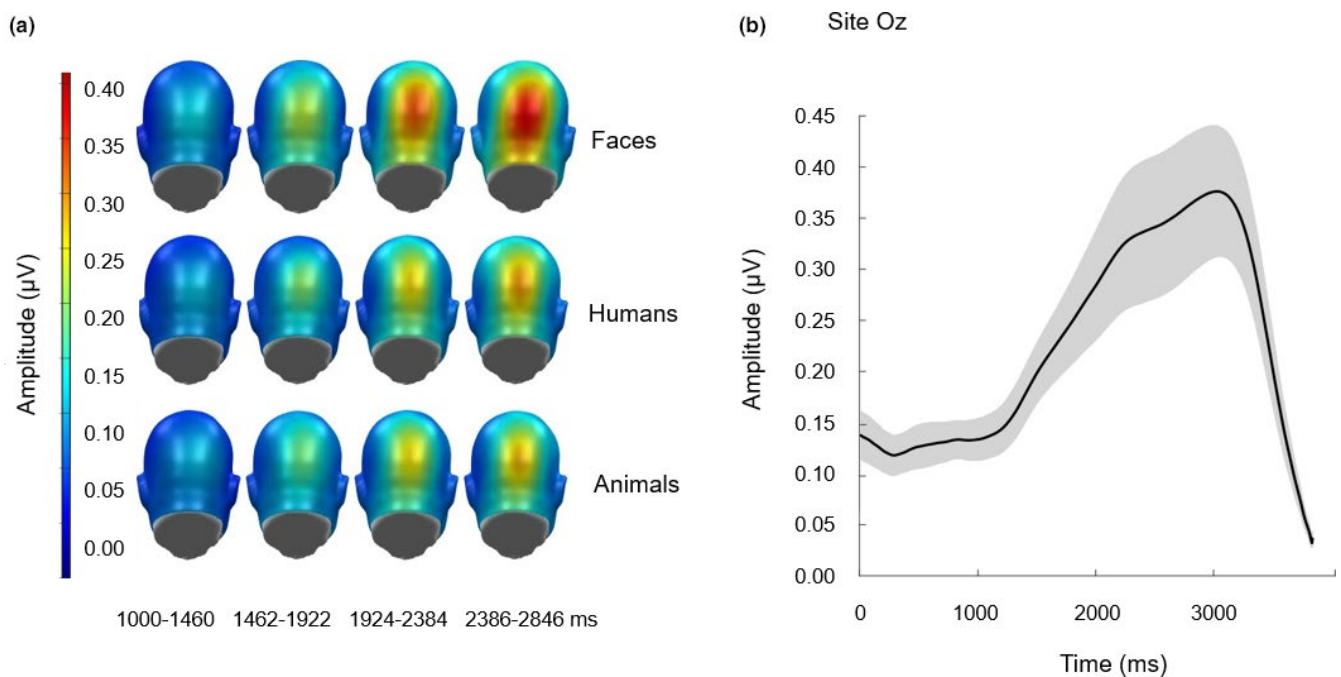 (a)
Amplitude (µV)
0.40
0.35
0.30
0.25
0.20
0.15
0.10
0.05
0.00
Faces
Humans
Animals
1000-1460 1462-1922 1924-2384 2386-2846 ms
(b) Site Oz
Amplitude (µV)
0.45
0.40
0.35
0.30
0.25
0.20
0.15
0.10
0.05
0.00
0 1000 2000 3000
Time (ms)